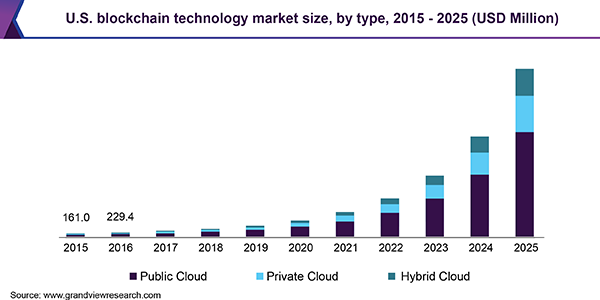 U.S. blockchain technology market size, by type, 2015 - 2025 (USD Million)
161.0 229.4
2015 2016 2017 2018 2019 2020 2021 2022 2023 2024 2025
Public Cloud Private Cloud Hybrid Cloud
Source: www.grandviewresearch.com